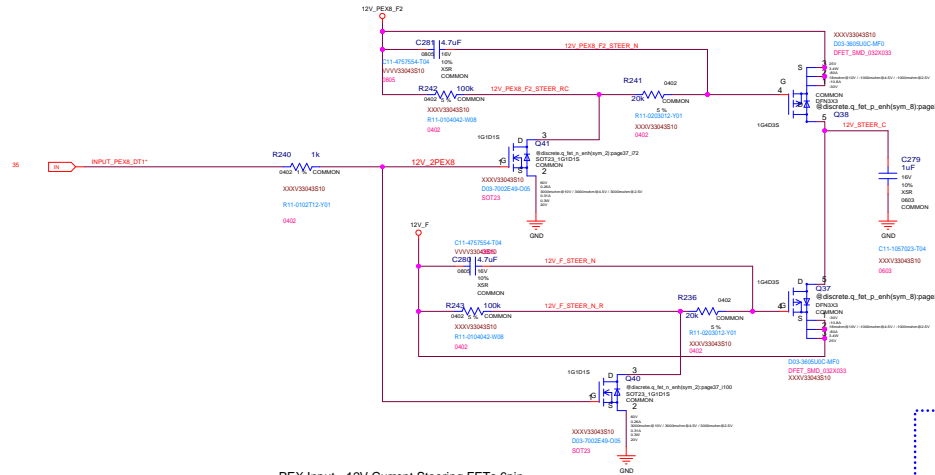 12V_PEX8_F2
C281
4.7uF
0805
16V
10%
X5R
COMMON
C11-4757554-T04
VVVV33043S10
0805
12V_PEX8_F2_STEER_N
R242
100k
0402
5 %
COMMON
XXXV33043S10
R11-0104042-W08
0402
12V_PEX8_F2_STEER_RC
R241
0402
20k
5 %
COMMON
R11-0203012-Y01
XXXV33043S10
0402
XXXV33043S10
D03-3605U0C-MF0
DFET_SMD_032X033
S
G
4
D
5
1G4D3S
COMMON
DFN3X3
@discrete.q_fet_p_enh(sym_8):page
Q38
12V_STEER_C
C279
1uF
16V
10%
X5R
0603
COMMON
GND
C11-1057023-T04
XXXV33043S10
0603
35
IN
INPUT_PEX8_DT1*
R240
1k
0402
1 %
COMMON
XXXV33043S10
R11-0102T12-Y01
0402
12V_2PEX8
1G1D1S
3
D
Q41
G
S
2
@discrete.q_fet_n_enh(sym_2):page37_I72
SOT23_1G1D1S
COMMON
XXXV33043S10
D03-7002E49-O05
SOT23
GND
12V_F
C11-4757554-T04
C280
4.7uF
0805
16V
10%
X5R
COMMON
12V_F_STEER_N
R243
100k
0402
5 %
COMMON
XXXV33043S10
R11-0104042-W08
0402
12V_F_STEER_N_R
R236
0402
20k
COMMON
5 %
R11-0203012-Y01
XXXV33043S10
0402
1G4D3S
D
5
4
G
S
Q37
@discrete.q_fet_p_enh(sym_8):page
DFN3X3
COMMON
D03-3605U0C-MF0
DFET_SMD_032X033
XXXV33043S10
1G1D1S
3
D
Q40
G
S
2
@discrete.q_fet_n_enh(sym_2):page37_I100
SOT23_1G1D1S
COMMON
XXXV33043S10
D03-7002E49-O05
SOT23
GND